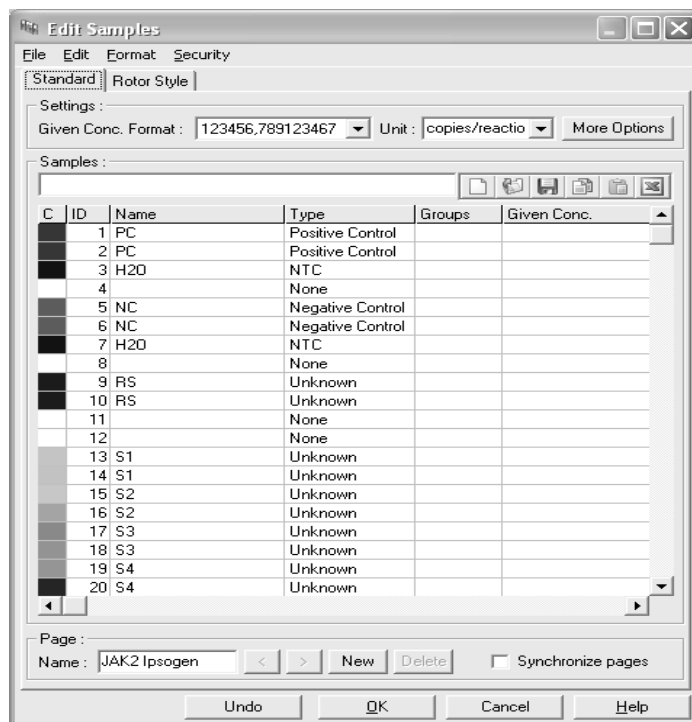 Edit Samples
File Edit Format Security
Standard Rotor Style
Settings :
Given Conc. Format : 123456,789123467 Unit : copies/reactio More Options
Samples :
C ID Name Type Groups Given Conc.
1 PC Positive Control
2 PC Positive Control
3 H2O NTC
4 None
5 NC Negative Control
6 NC Negative Control
7 H2O NTC
8 None
9 RS Unknown
10 RS Unknown
11 None
12 None
13 S1 Unknown
14 S1 Unknown
15 S2 Unknown
16 S2 Unknown
17 S3 Unknown
18 S3 Unknown
19 S4 Unknown
20 S4 Unknown
Page :
Name : JAK2 Ipsogen < > New Delete Synchronize pages
Undo OK Cancel Help